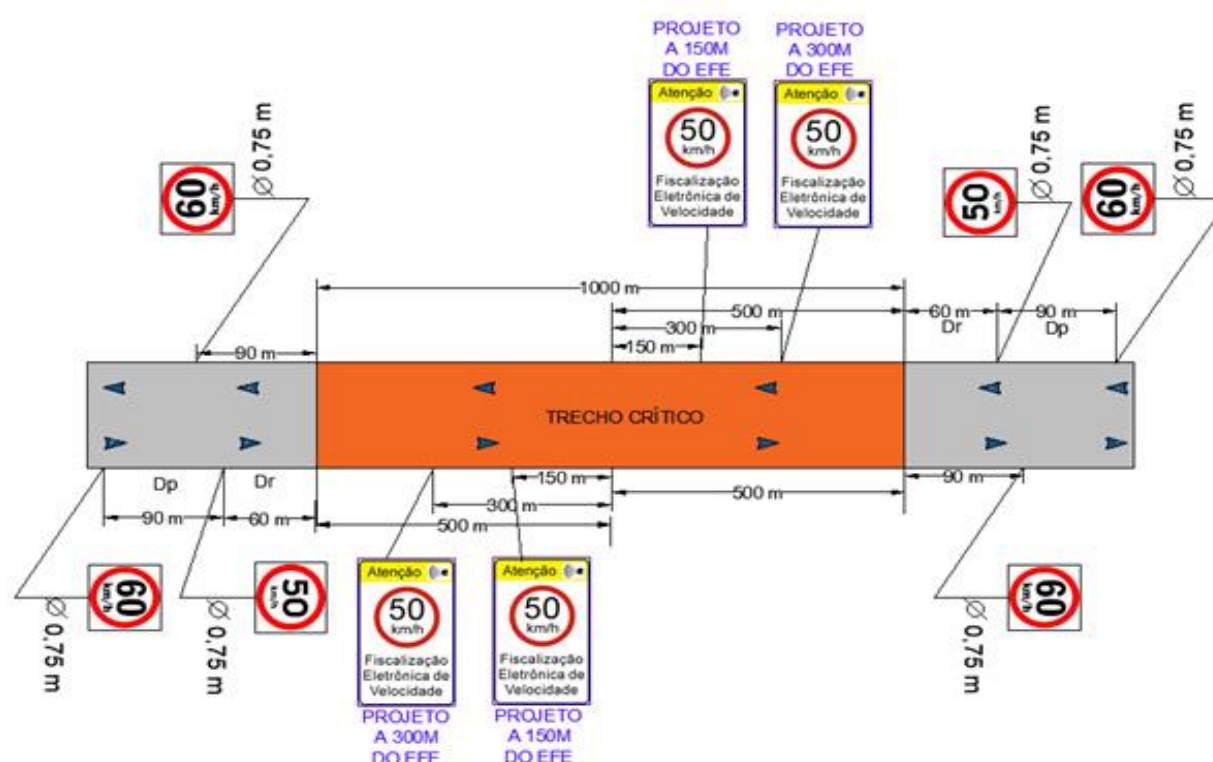 PROJETO
A 150M
DO EFE
PROJETO
A 300M
DO EFE
Atenção
50
km/h
Fiscalização
Eletrônica de
Velocidade
Atenção
50
km/h
Fiscalização
Eletrônica de
Velocidade
60
km/h
Ø 0,75 m
50
km/h
Ø 0,75 m
60
km/h
Ø 0,75 m
1000 m
500 m
300 m
150 m
60 m
Dr
90 m
Dp
90 m
TRECHO CRÍTICO
Dp
Dr
90 m
60 m
150 m
300 m
500 m
500 m
90 m
60
km/h
Ø 0,75 m
50
km/h
Ø 0,75 m
Atenção
50
km/h
Fiscalização
Eletrônica de
Velocidade
PROJETO
A 300M
DO EFE
Atenção
50
km/h
Fiscalização
Eletrônica de
Velocidade
PROJETO
A 150M
DO EFE
Ø 0,75 m
60
km/h